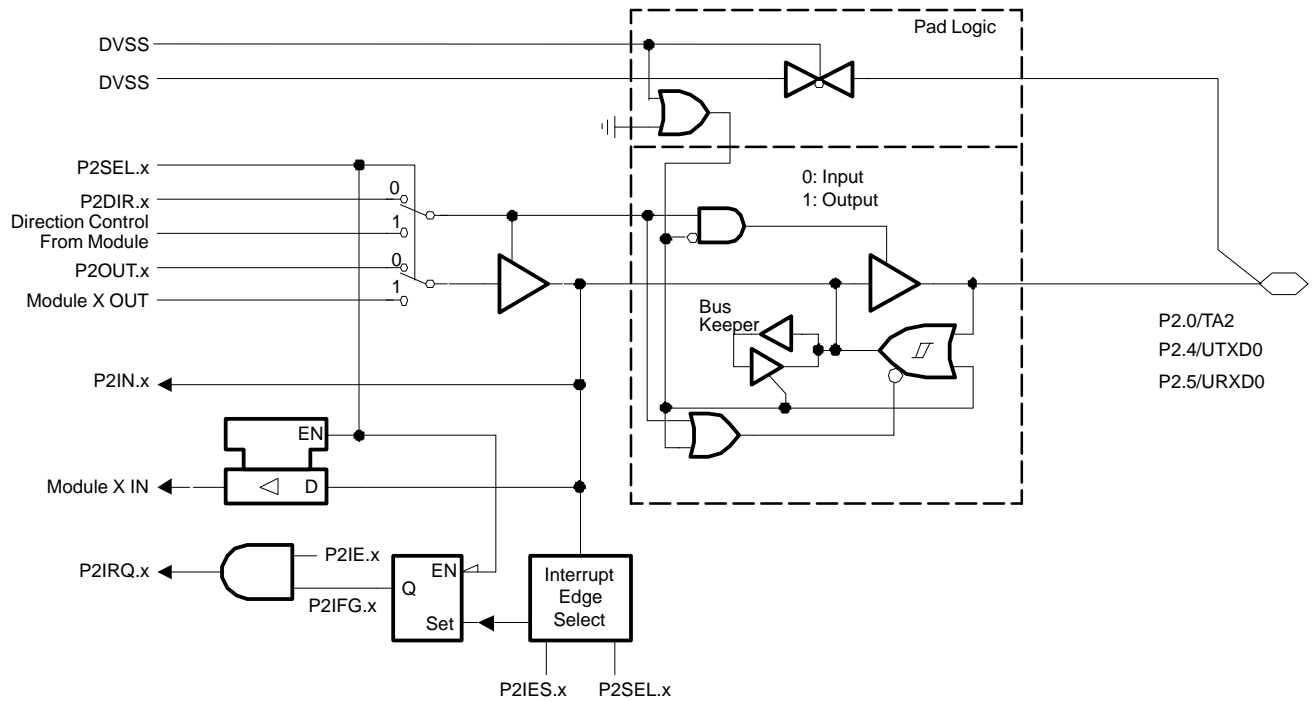 Pad Logic
DVSS
DVSS
P2SEL.x
P2DIR.x
0
Direction Control
From Module
1
P2OUT.x
0
Module X OUT
1
0: Input
1: Output
Bus
Keeper
P2.0/TA2
P2.4/UTXD0
P2.5/URXD0
P2IN.x
EN
Module X IN
D
P2IRQ.x
P2IE.x
P2IFG.x
EN
Q
Set
Interrupt
Edge
Select
P2IES.x
P2SEL.x